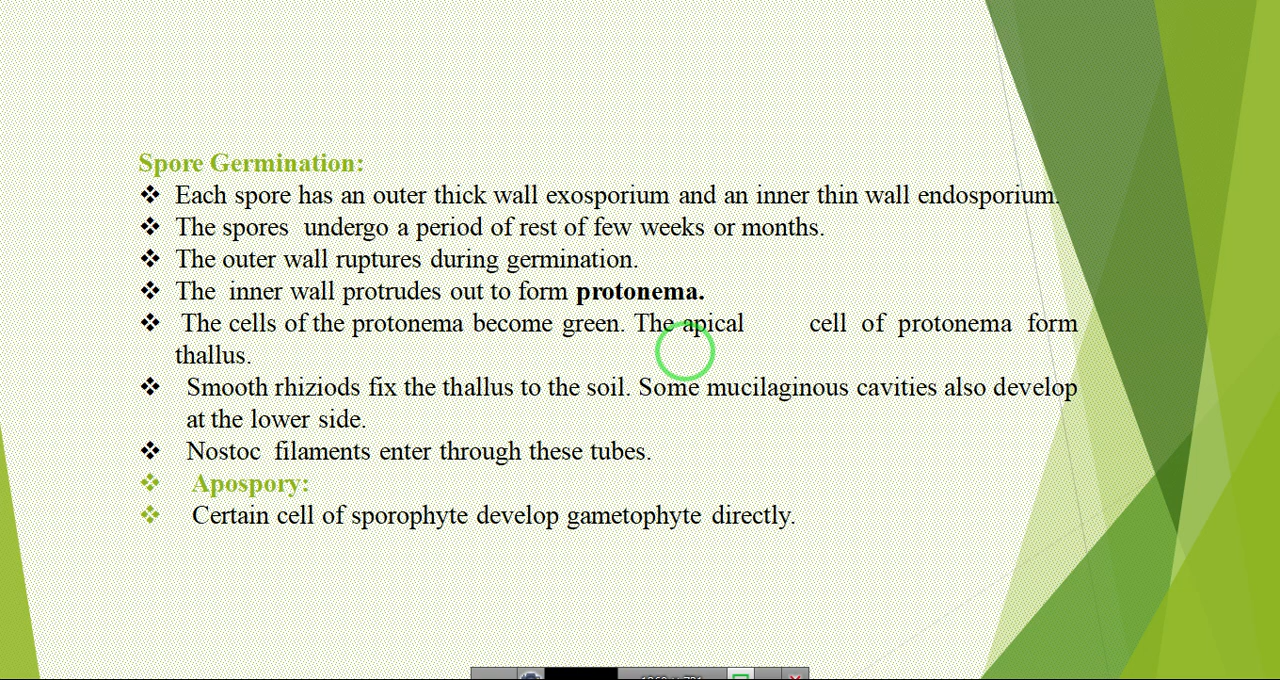 Spore Germination:
❖ Each spore has an outer thick wall exosporium and an inner thin wall endosporium.
❖ The spores undergo a period of rest of few weeks or months.
❖ The outer wall ruptures during germination.
❖ The inner wall protrudes out to form protonema.
❖ The cells of the protonema become green. The apical cell of protonema form
thallus.
❖ Smooth rhiziods fix the thallus to the soil. Some mucilaginous cavities also develop
at the lower side.
❖ Nostoc filaments enter through these tubes.
❖ Apospory:
❖ Certain cell of sporophyte develop gametophyte directly.